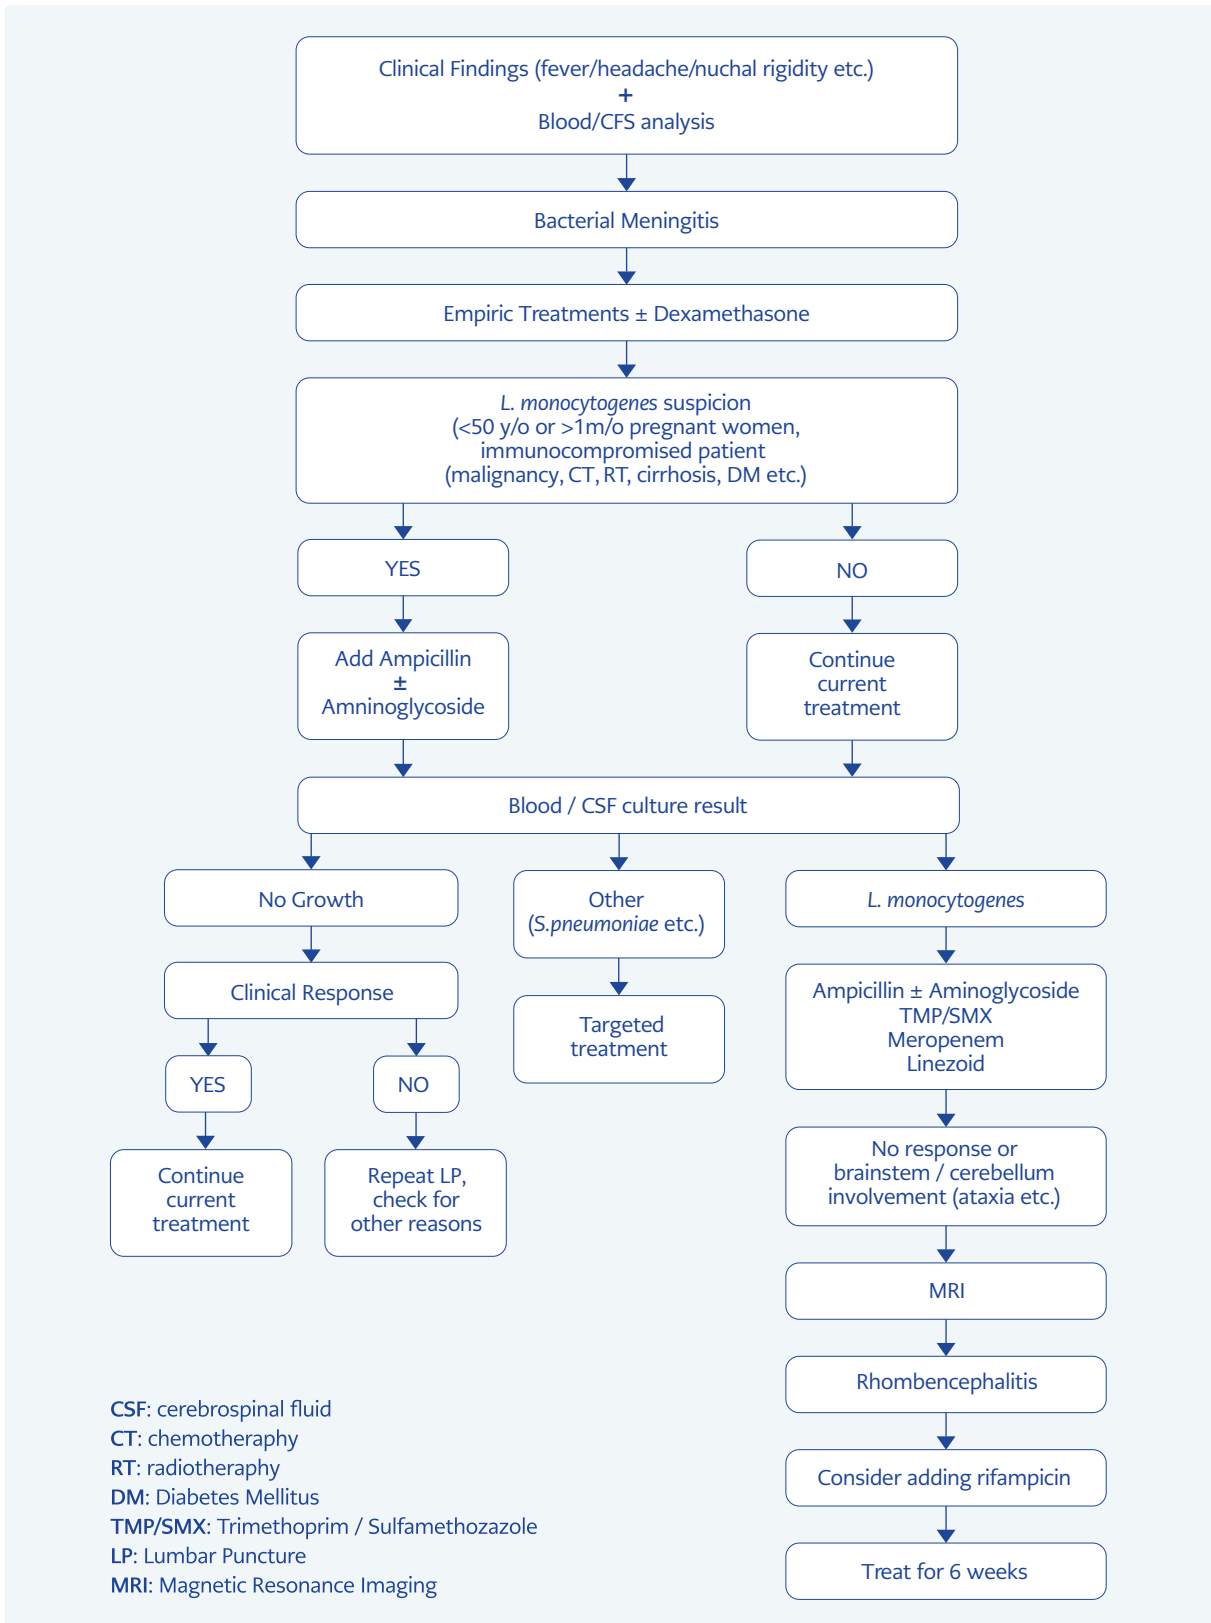 Clinical Findings (fever/headache/nuchal rigidity etc.)
+
Blood/CFS analysis
Bacterial Meningitis
Empiric Treatments ± Dexamethasone
L. monocytogenes suspicion
(<50 y/o or >1m/o pregnant women,
immunocompromised patient
(malignancy, CT, RT, cirrhosis, DM etc.)
YES
NO
Add Ampicillin
±
Amninoglycoside
Continue
current
treatment
Blood / CSF culture result
No Growth
Other
(S.pneumoniae etc.)
L. monocytogenes
Clinical Response
Targeted
treatment
Ampicillin ± Aminoglycoside
TMP/SMX
Meropenem
Linezoid
YES
NO
Continue
current
treatment
Repeat LP,
check for
other reasons
No response or
brainstem / cerebellum
involvement (ataxia etc.)
MRI
Rhombencephalitis
Consider adding rifampicin
Treat for 6 weeks
CSF: cerebrospinal fluid
CT: chemotheraphy
RT: radiotheraphy
DM: Diabetes Mellitus
TMP/SMX: Trimethoprim / Sulfamethozazole
LP: Lumbar Puncture
MRI: Magnetic Resonance Imaging